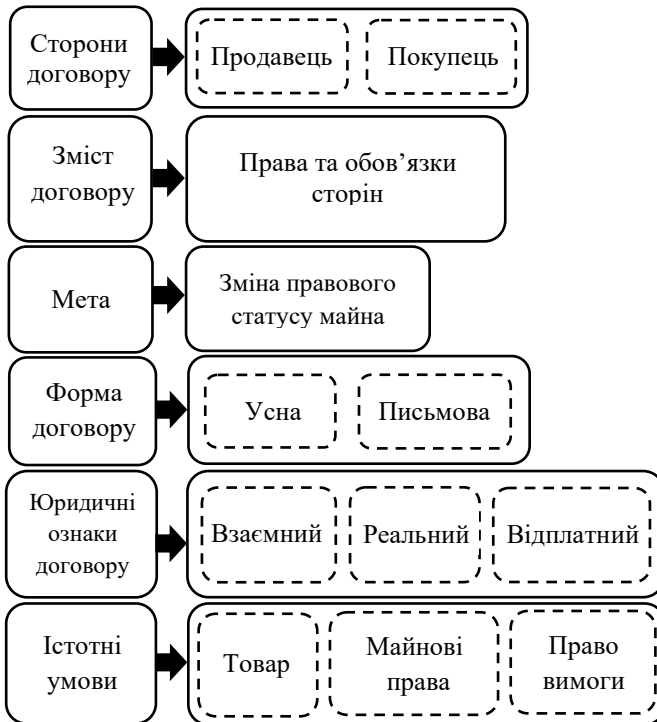 Сторони
договору
Продавець
Покупець
Зміст
договору
Права та обов’язки
сторін
Мета
Зміна правового
статусу майна
Форма
договору
Усна
Письмова
Юридичні
ознаки
договору
Взаємний
Реальний
Відплатний
Істотні
умови
Товар
Майнові
права
Право
вимоги